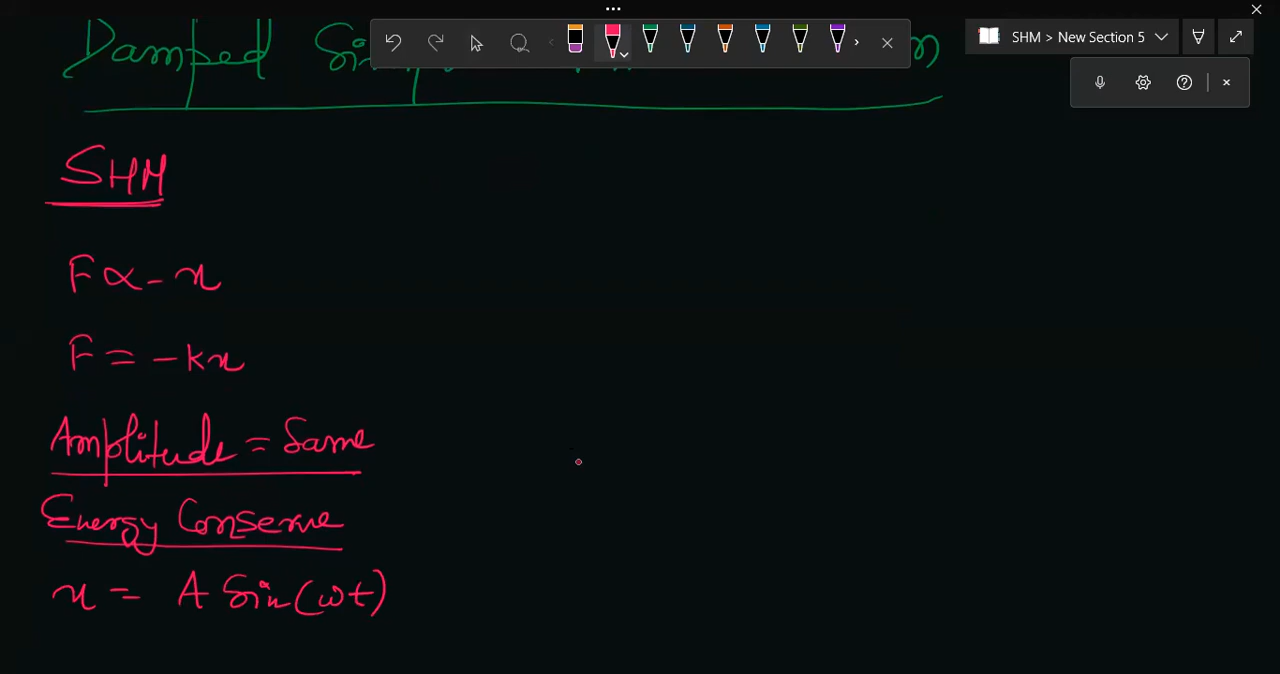 SHM > New Section 5
Damped
SHM
F ∝ - x
F = - kx
Amplitude = Same
Energy Conserve
x = A Sin(ωt)